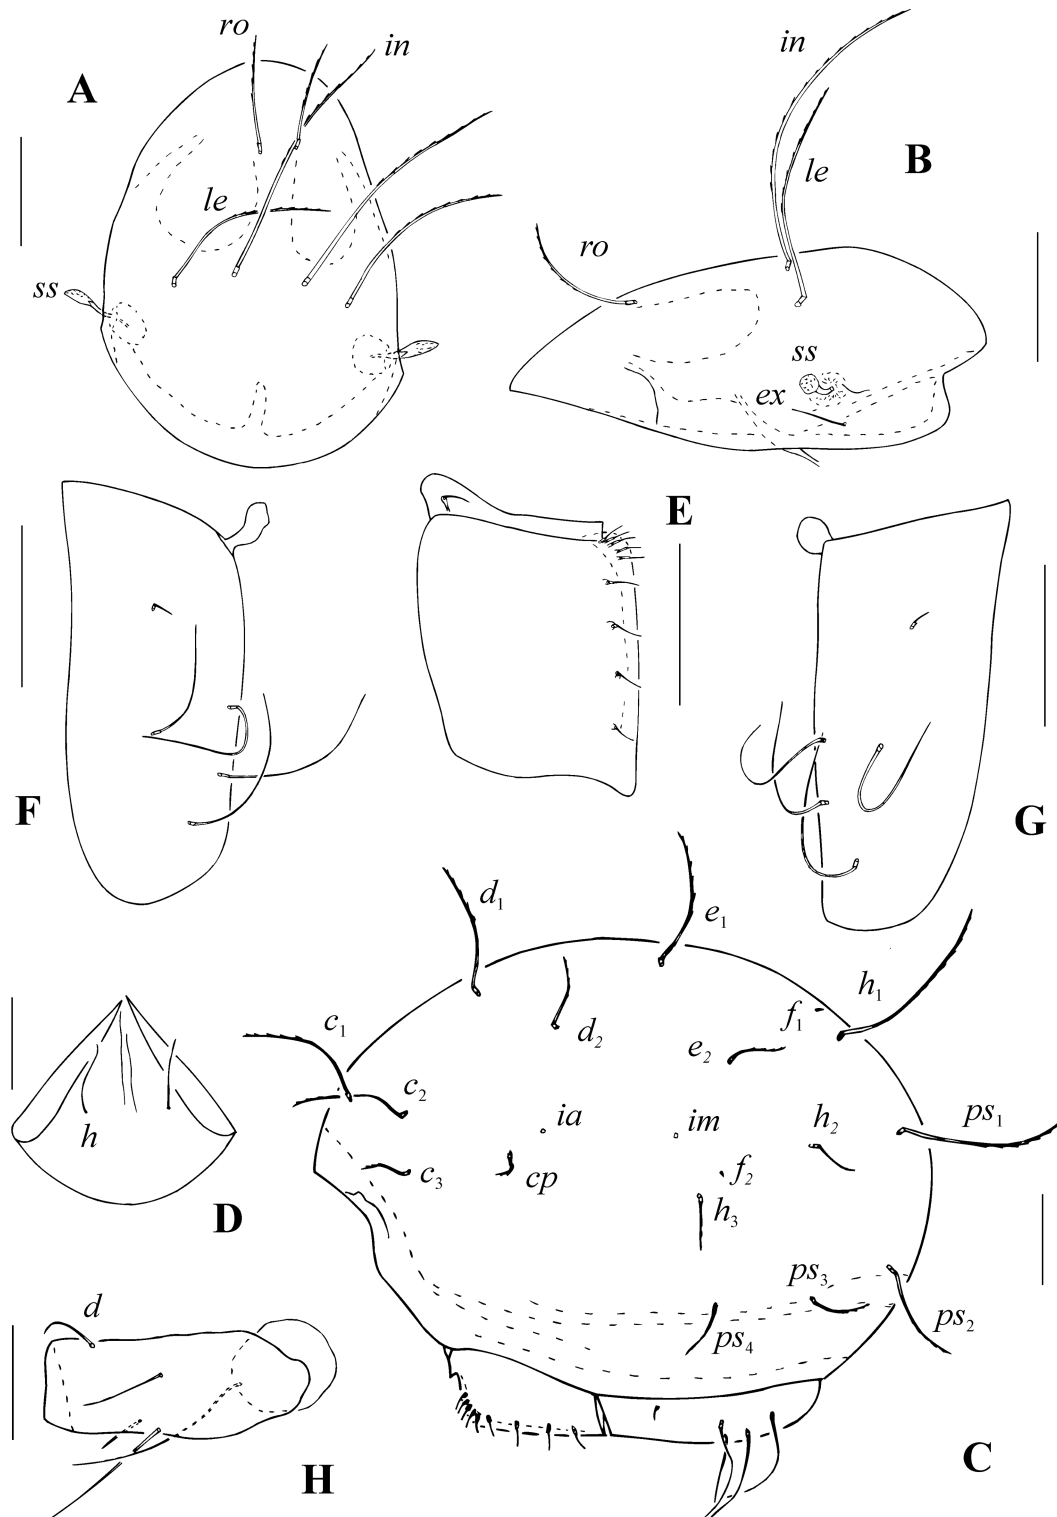 A
ro
in
le
ss
B
in
le
ro
ss
ex
E
F
G
d₁
e₁
d₂
f₁
h₁
e₂
c₁
c₂
ia
im
h₂
ps₁
c₃
cp
f₂
h₃
ps₃
ps₂
ps₄
C
h
D
d
H